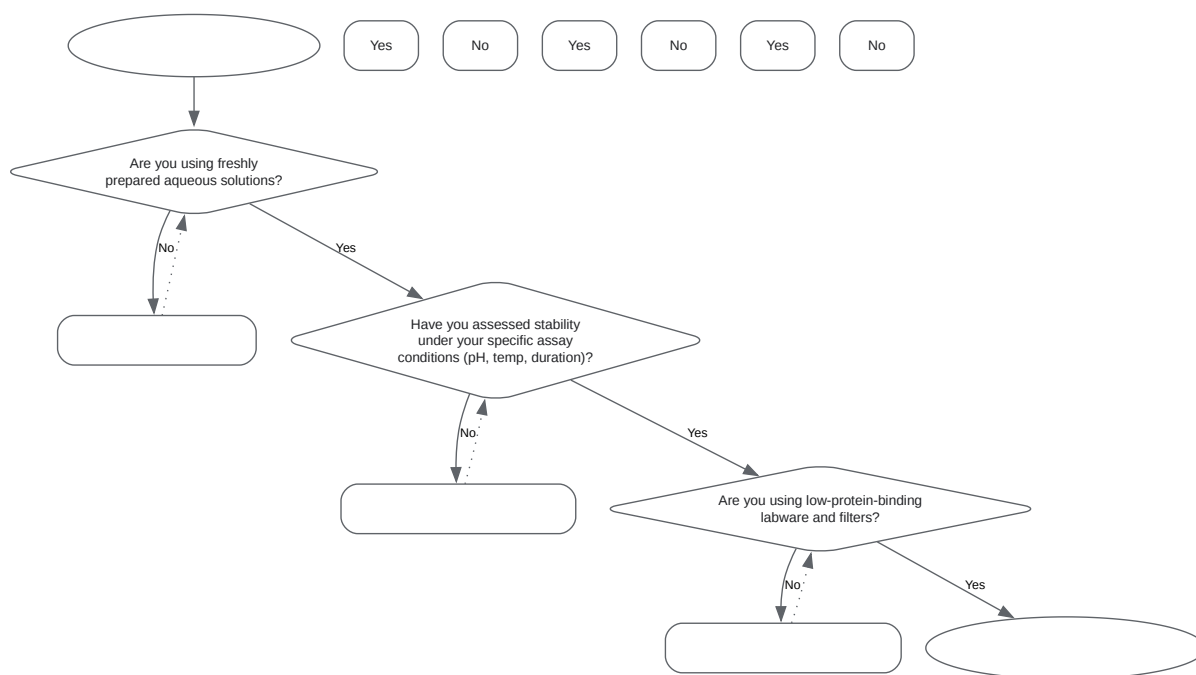 Yes
No
Yes
No
Yes
No
Are you using freshly
prepared aqueous solutions?
No
Yes
Have you assessed stability
under your specific assay
conditions (pH, temp, duration)?
No
Yes
Are you using low-protein-binding
labware and filters?
No
Yes